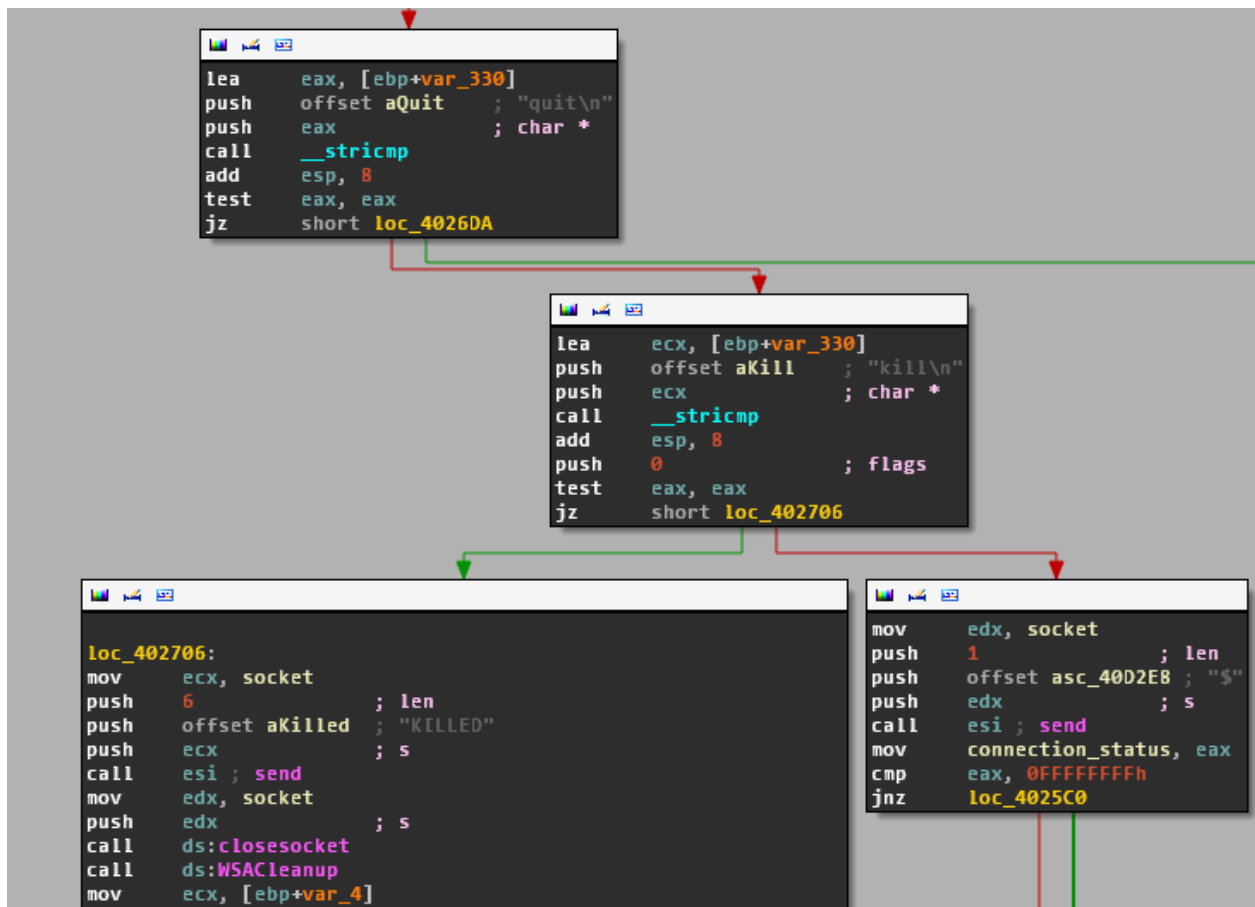 lea eax, [ebp+var_330]
push offset aQuit ; "quit\n"
push eax ; char *
call __stricmp
add esp, 8
test eax, eax
jz short loc_4026DA
lea ecx, [ebp+var_330]
push offset aKill ; "kill\n"
push ecx ; char *
call __stricmp
add esp, 8
push 0 ; flags
test eax, eax
jz short loc_402706
loc_402706:
mov ecx, socket
push 6 ; len
push offset aKilled ; "KILLED"
push ecx ; s
call esi ; send
mov edx, socket
push edx ; s
call ds:closesocket
call ds:WSACleanup
mov ecx, [ebp+var_4]
mov edx, socket
push 1 ; len
push offset asc_40D2E8 ; "$"
push edx ; s
call esi ; send
mov connection_status, eax
cmp eax, 0FFFFFFFFh
jnz loc_4025C0